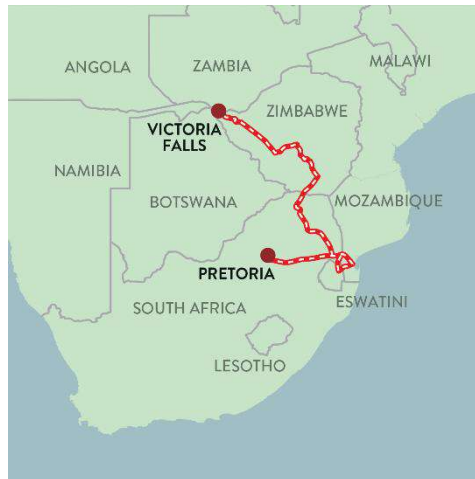 MALAWI
ANGOLA
ZAMBIA
ZIMBABWE
VICTORIA
FALLS
NAMIBIA
BOTSWANA
MOZAMBIQUE
PRETORIA
ESWATINI
SOUTH AFRICA
LESOTHO